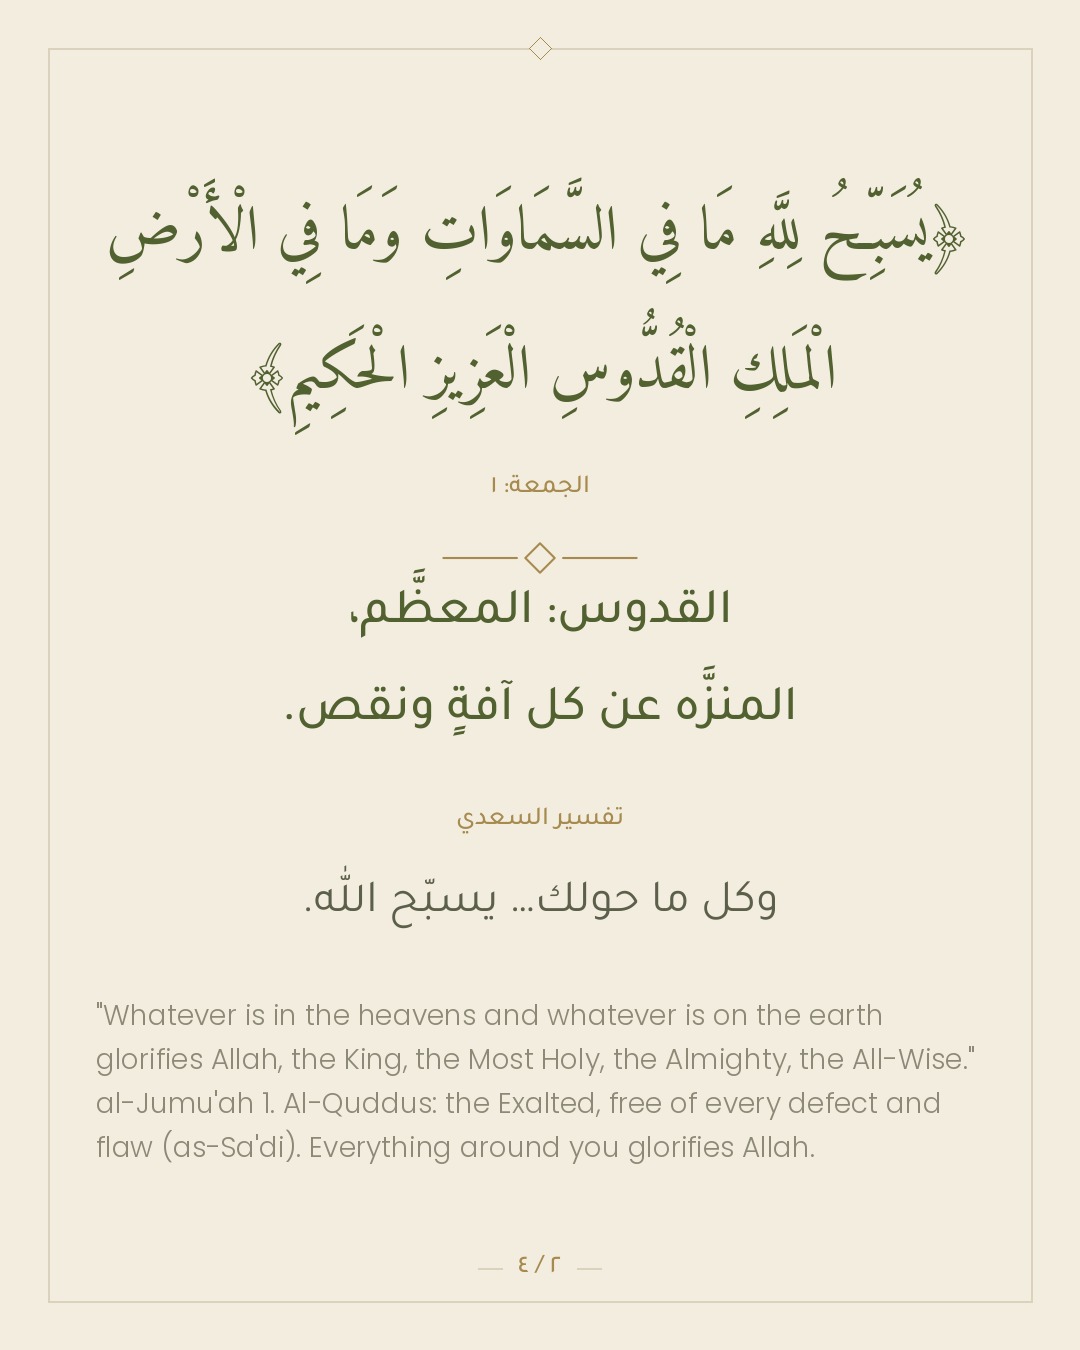 ﴿يُسَبِّحُ لِلَّهِ مَا فِي السَّمَاوَاتِ وَمَا فِي الْأَرْضِ
الْمَلِكِ الْقُدُّوسِ الْعَزِيزِ الْحَكِيمِ﴾
الجمعة: ١
القدوس: المعظَّم،
المنزَّه عن كل آفةٍ ونقص.
تفسير السعدي
وكل ما حولك... يسبّح الله.
"Whatever is in the heavens and whatever is on the earth
glorifies Allah, the King, the Most Holy, the Almighty, the All-Wise."
al-Jumu'ah 1. Al-Quddus: the Exalted, free of every defect and
flaw (as-Sa'di). Everything around you glorifies Allah.
٢ / ٤